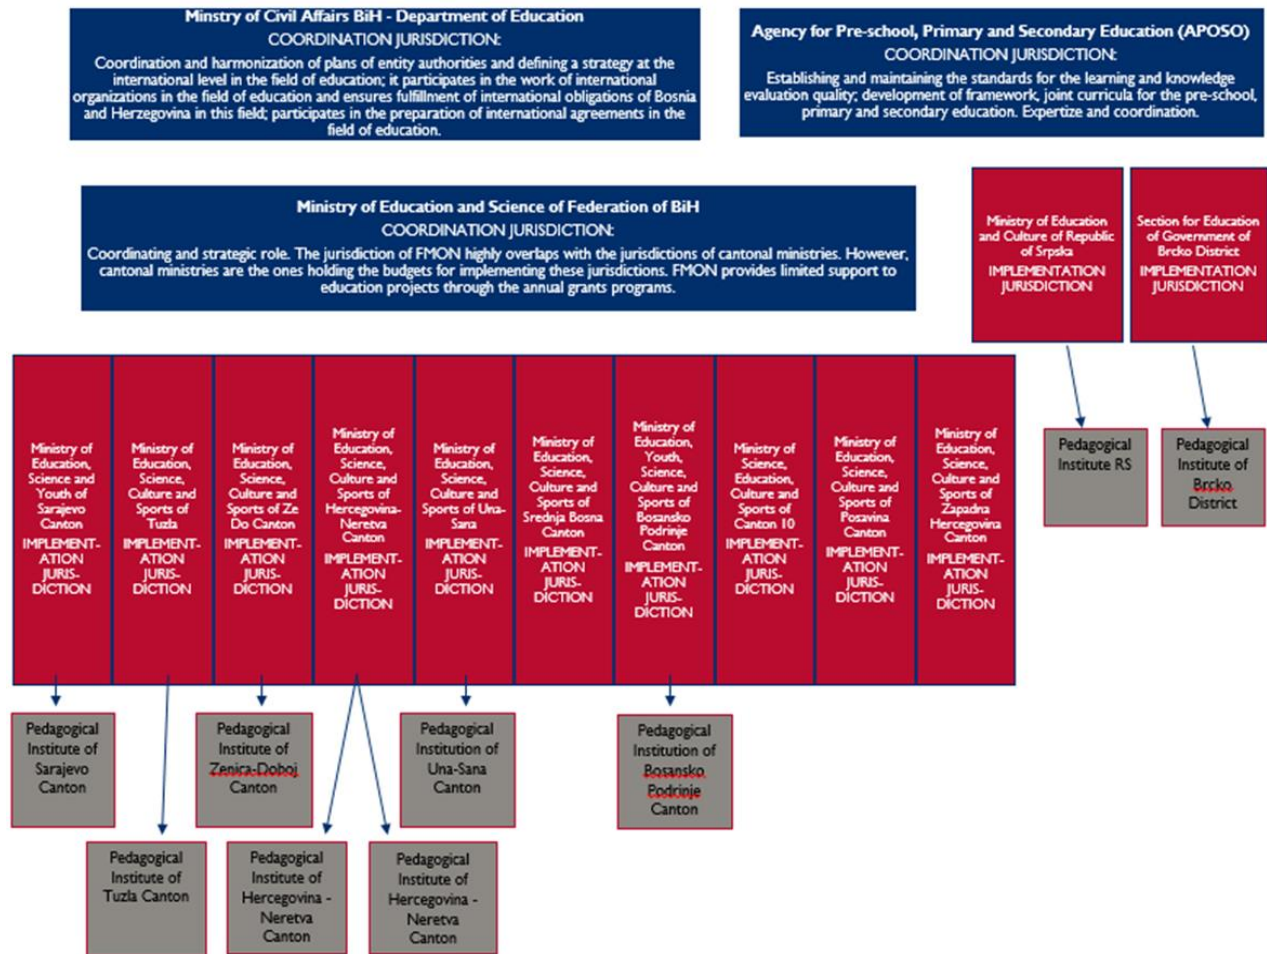 Minstry of Civil Affairs BiH - Department of Education
COORDINATION JURISDICTION:
Coordination and harmonization of plans of entity authorities and defining a strategy at the
international level in the field of education; it participates in the work of international
organizations in the field of education and ensures fulfillment of international obligations of Bosnia
and Herzegovina in this field; participates in the preparation of international agreements in the
field of education.
Agency for Pre-school, Primary and Secondary Education (APOSO)
COORDINATION JURISDICTION:
Establishing and maintaining the standards for the learning and knowledge
evaluation quality; development of framework, joint curricula for the pre-school,
primary and secondary education. Expertize and coordination.
Ministry of Education and Science of Federation of BiH
COORDINATION JURISDICTION:
Coordinating and strategic role. The jurisdiction of FMON highly overlaps with the jurisdictions of cantonal ministries. However,
cantonal ministries are the ones holding the budgets for implementing these jurisdictions. FMON provides limited support to
education projects through the annual grants programs.
Ministry of Education
and Culture of Republic
of Srpska
IMPLEMENTATION
JURISDICTION
Section for Education
of Government of
Brcko District
IMPLEMENTATION
JURISDICTION
Ministry of
Education,
Science and
Youth of
Sarajevo
Canton
IMPLEMENT-
ATION
JURIS-
DICTION
Ministry of
Education,
Science,
Culture and
Sports of
Tuzla
IMPLEMENT-
ATION
JURIS-
DICTION
Ministry of
Education,
Science,
Culture and
Sports of Ze
Do Canton
IMPLEMENT-
ATION
JURIS-
DICTION
Ministry of
Education,
Science,
Culture and
Sports of
Hercegovina-
Neretva
Canton
IMPLEMENT-
ATION
JURIS-
DICTION
Ministry of
Education,
Science,
Culture and
Sports of Una-
Sana
IMPLEMENT-
ATION
JURIS-
DICTION
Ministry of
Education,
Science,
Culture and
Sports of
Srednja Bosna
Canton
IMPLEMENT-
ATION
JURIS-
DICTION
Ministry of
Education,
Youth,
Science,
Culture and
Sports of
Bosansko
Podrinje
Canton
IMPLEMENT-
ATION
JURIS-
DICTION
Ministry of
Science,
Education,
Culture and
Sports of
Canton 10
IMPLEMENT-
ATION
JURIS-
DICTION
Ministry of
Education,
Science,
Culture and
Sports of
Posavina
Canton
IMPLEMENT-
ATION
JURIS-
DICTION
Ministry of
Education,
Science,
Culture and
Sports of
Zapadna
Hercegovina
Canton
IMPLEMENT-
ATION
JURIS-
DICTION
Pedagogical
Institute RS
Pedagogical
Institute of
Brcko
District
Pedagogical
Institute of
Sarajevo
Canton
Pedagogical
Institute of
Zenica-Doboj
Canton
Pedagogical
Institution of
Una-Sana
Canton
Pedagogical
Institution of
Bosansko
Podrinje
Canton
Pedagogical
Institute of
Tuzla Canton
Pedagogical
Institute of
Hercegovina -
Neretva
Canton
Pedagogical
Institute of
Hercegovina -
Neretva
Canton